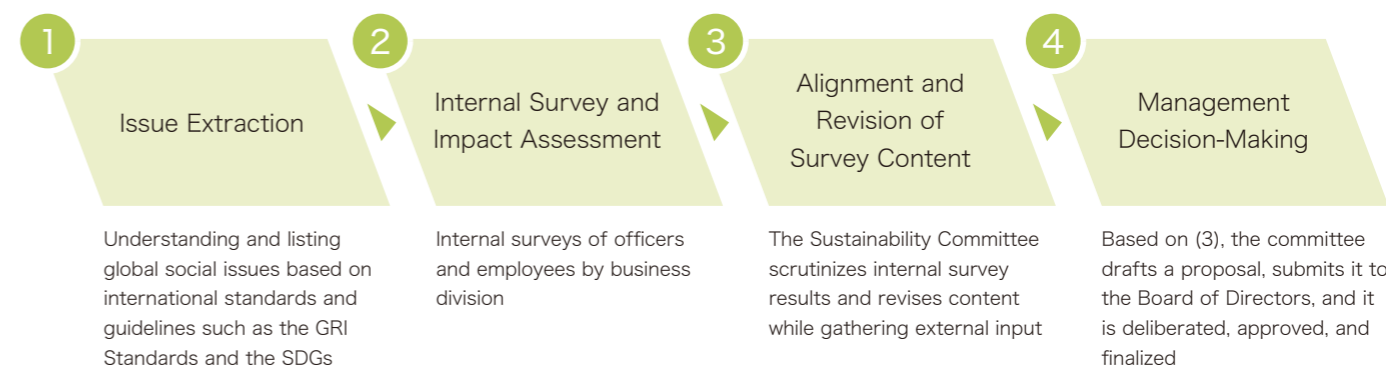 1
Issue Extraction
Understanding and listing
global social issues based on
international standards and
guidelines such as the GRI
Standards and the SDGs
2
Internal Survey and
Impact Assessment
Internal surveys of officers
and employees by business
division
3
Alignment and
Revision of
Survey Content
The Sustainability Committee
scrutinizes internal survey
results and revises content
while gathering external input
4
Management
Decision-Making
Based on (3), the committee
drafts a proposal, submits it to
the Board of Directors, and it
is deliberated, approved, and
finalized